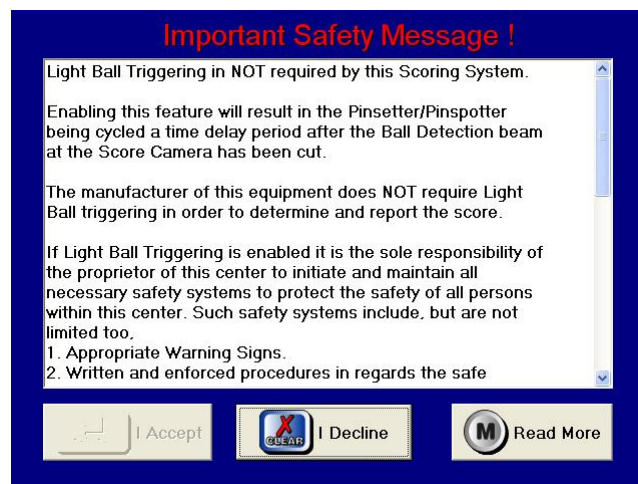 Important Safety Message !
Light Ball Triggering in NOT required by this Scoring System.
Enabling this feature will result in the Pinsetter/Pinspotter
being cycled a time delay period after the Ball Detection beam
at the Score Camera has been cut.
The manufacturer of this equipment does NOT require Light
Ball triggering in order to determine and report the score.
If Light Ball Triggering is enabled it is the sole responsibility of
the proprietor of this center to initiate and maintain all
necessary safety systems to protect the safety of all persons
within this center. Such safety systems include, but are not
limited too,
1. Appropriate Warning Signs.
2. Written and enforced procedures in regards the safe
I Accept
X CLEAR I Decline
M Read More